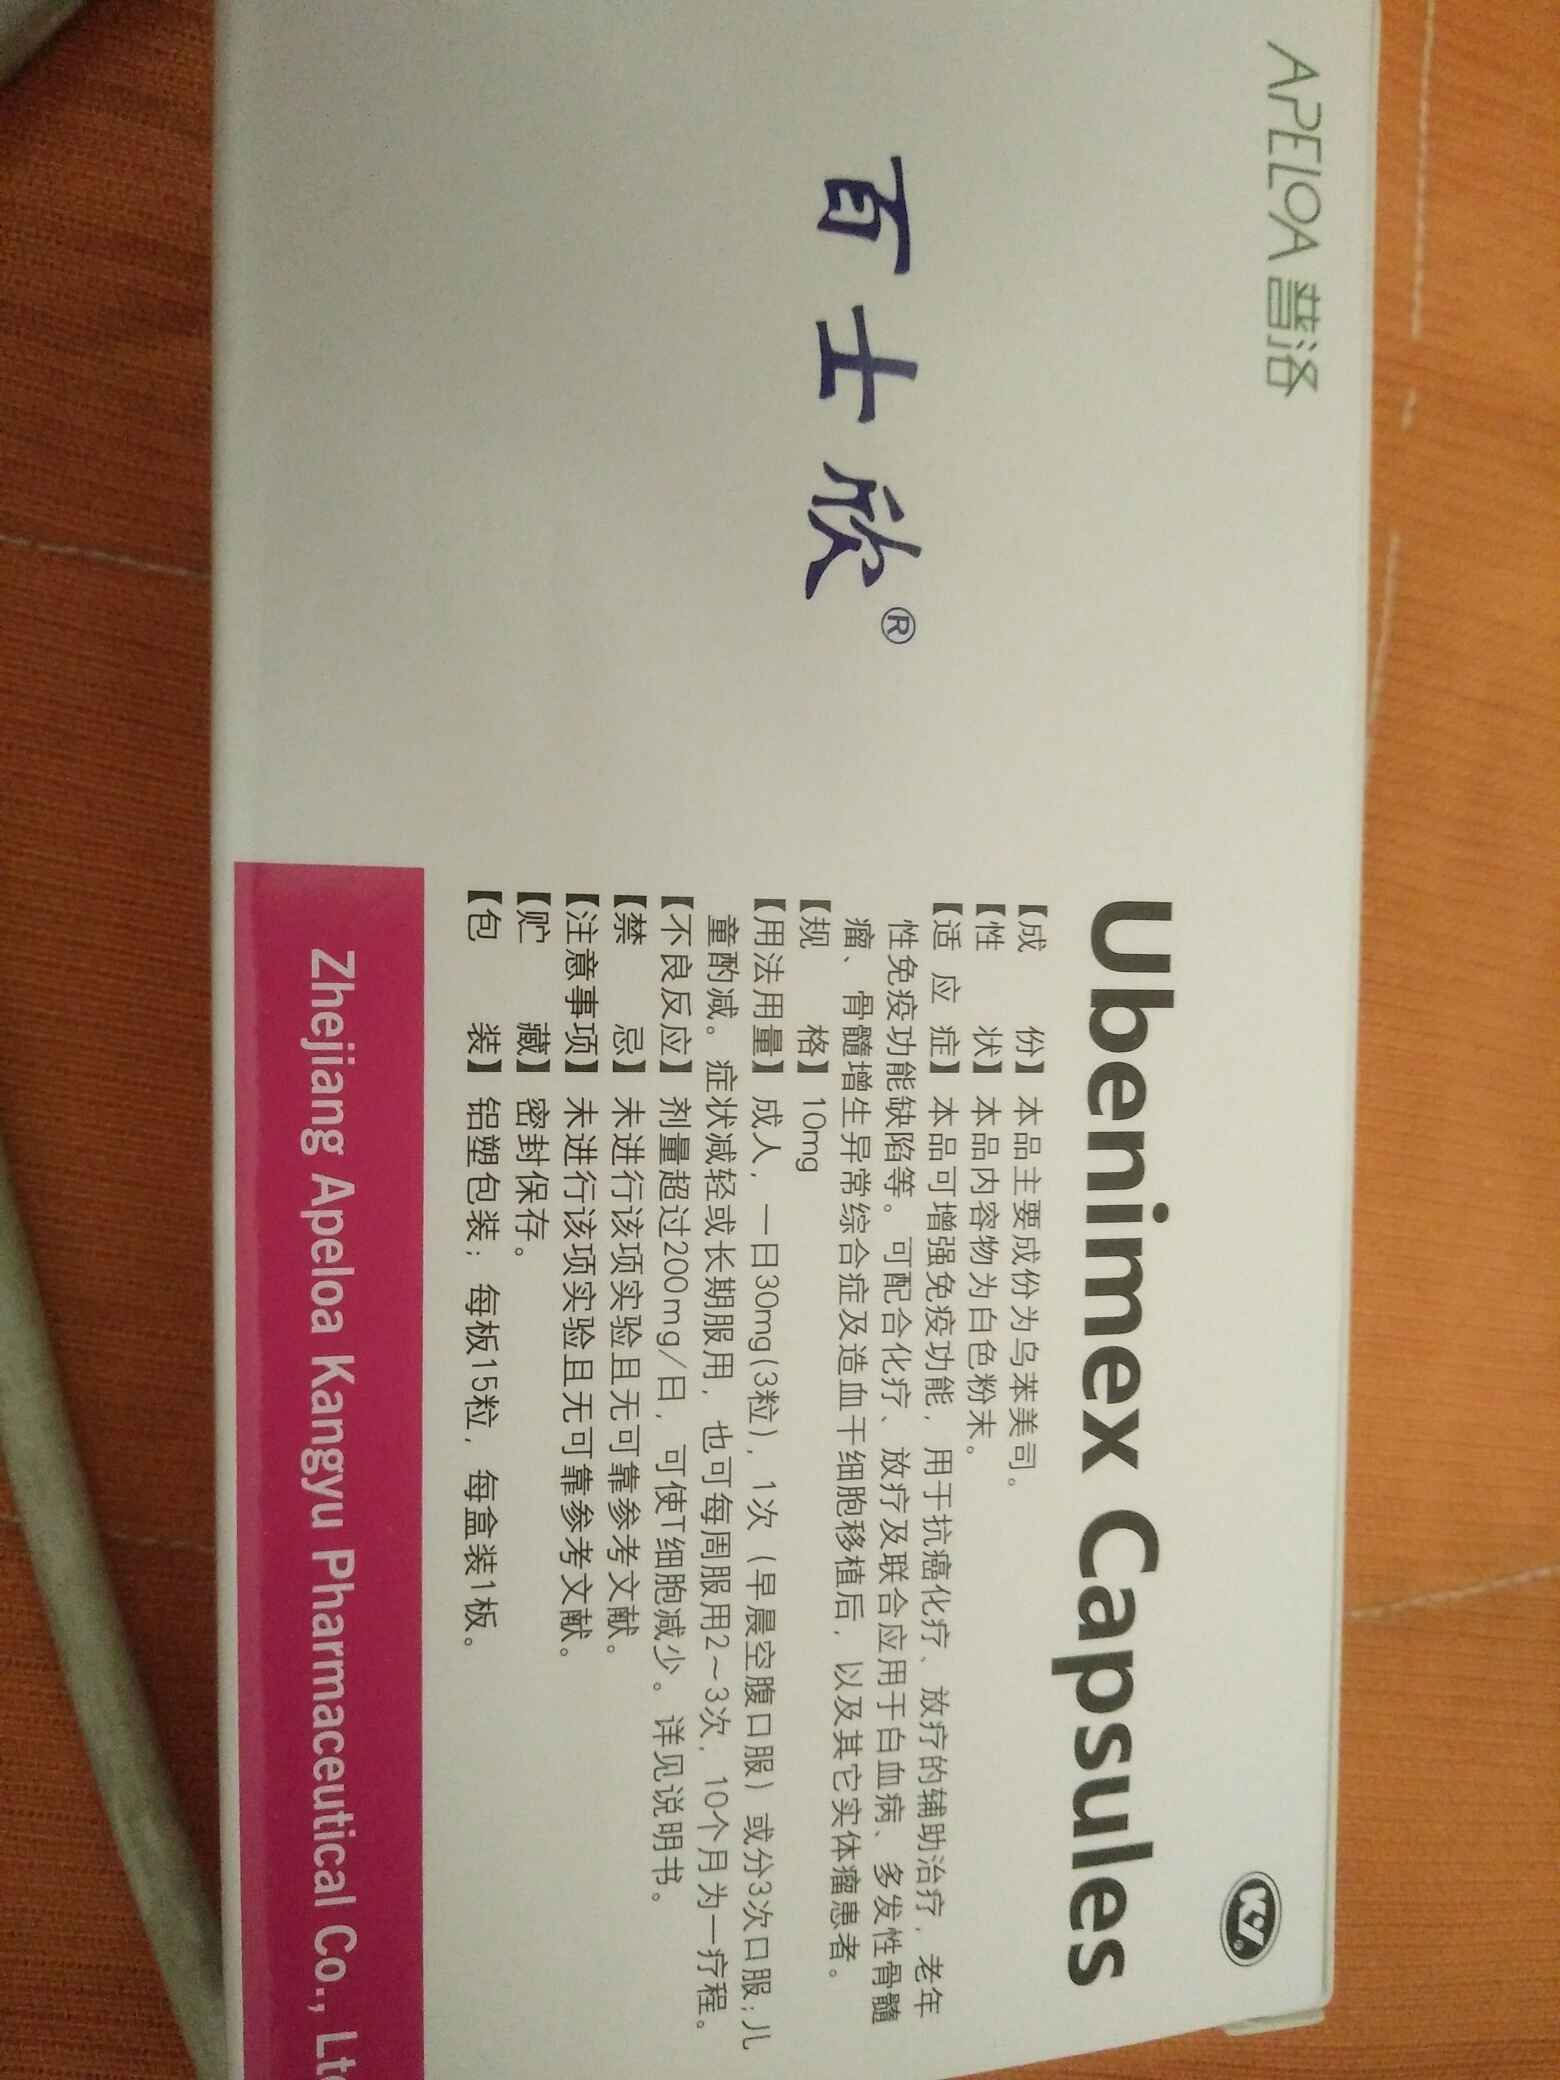 APELOA 普洛
百士欣®
Ubenimex Capsules
【成 份】 本品主要成份为乌苯美司。
【性 状】 本品内容物为白色粉末。
【适 应 症】 本品可增强免疫功能，用于抗癌化疗、放疗的辅助治疗，老年
性免疫功能缺陷等。可配合化疗、放疗及联合应用于白血病、多发性骨髓
瘤、骨髓增生异常综合症及造血干细胞移植后，以及其它实体瘤患者。
【规 格】 10mg
【用法用量】 成人，一日30mg(3粒)，1次（早晨空腹口服）或分3次口服;儿
童酌减。症状减轻或长期服用，也可每周服用2～3次，10个月为一疗程。
【不良反应】 剂量超过200mg/日，可使T细胞减少。详见说明书。
【禁 忌】 未进行该项实验且无可靠参考文献。
【注意事项】 未进行该项实验且无可靠参考文献。
【贮 藏】 密封保存。
【包 装】 铝塑包装；每板15粒，每盒装1板。
Zhejiang Apeloa Kangyu Pharmaceutical Co., Ltd